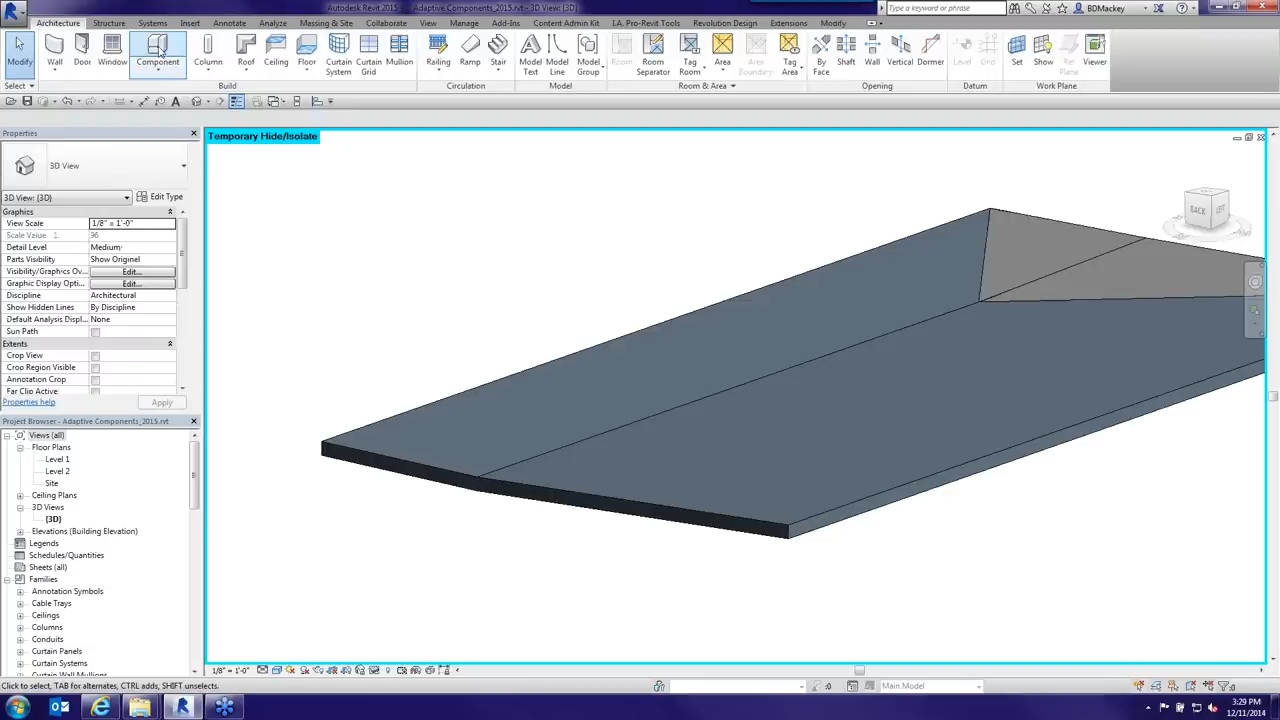 Autodesk Revit 2015 - Adaptive Components_2015.rvt - 3D View: {3D}
Type a keyword or phrase
BDMackey
Architecture Structure Systems Insert Annotate Analyze Massing & Site Collaborate View Manage Add-Ins Content Admin Kit I.A. Pro-Revit Tools Revolution Design Extensions Modify
Modify Wall Door Window Component Column Roof Ceiling Floor Curtain System Curtain Grid Mullion Railing Ramp Stair Model Text Model Line Model Group Room Room Separator Tag Room Area Area Boundary Tag Area By Face Shaft Wall Vertical Dormer Level Grid Set Show Ref Plane Viewer
Select Build Circulation Model Room & Area Opening Datum Work Plane
Properties
3D View
3D View: {3D} Edit Type
Graphics
View Scale 1/8" = 1'-0"
Scale Value 1: 96
Detail Level Medium
Parts Visibility Show Original
Visibility/Graphics Ov... Edit...
Graphic Display Opti... Edit...
Discipline Architectural
Show Hidden Lines By Discipline
Default Analysis Displ... None
Sun Path
Extents
Crop View
Crop Region Visible
Annotation Crop
Far Clip Active
Properties help Apply
Project Browser - Adaptive Components_2015.rvt
Views (all)
Floor Plans
Level 1
Level 2
Site
Ceiling Plans
3D Views
{3D}
Elevations (Building Elevation)
Legends
Schedules/Quantities
Sheets (all)
Families
Annotation Symbols
Cable Trays
Ceilings
Columns
Conduits
Curtain Panels
Curtain Systems
Curtain Wall Mullions
Temporary Hide/Isolate
BACK LEFT
1/8" = 1'-0"
Click to select, TAB for alternates, CTRL adds, SHIFT unselects.
:0
Main Model
:0
3:29 PM
12/11/2014